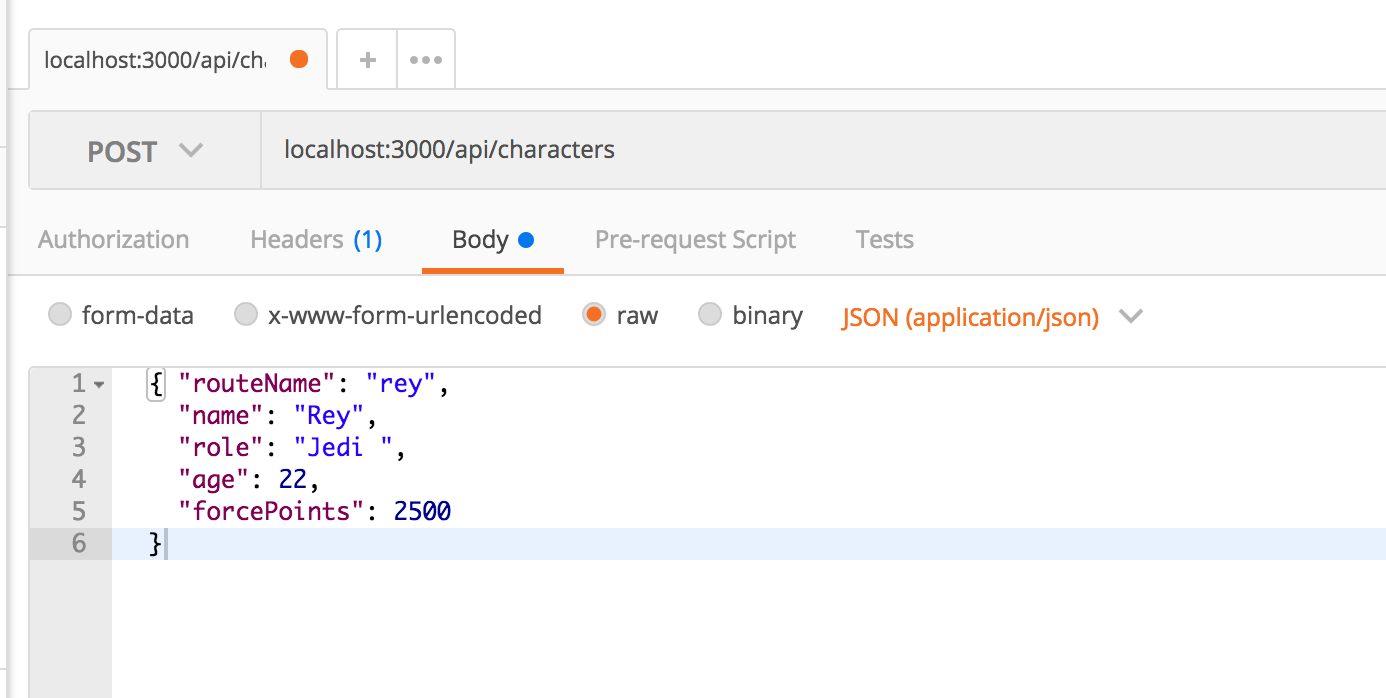 localhost:3000/api/ch
POST localhost:3000/api/characters
Authorization Headers (1) Body Pre-request Script Tests
form-data x-www-form-urlencoded raw binary JSON (application/json)
1 { "routeName": "rey",
2 "name": "Rey",
3 "role": "Jedi ",
4 "age": 22,
5 "forcePoints": 2500
6 }